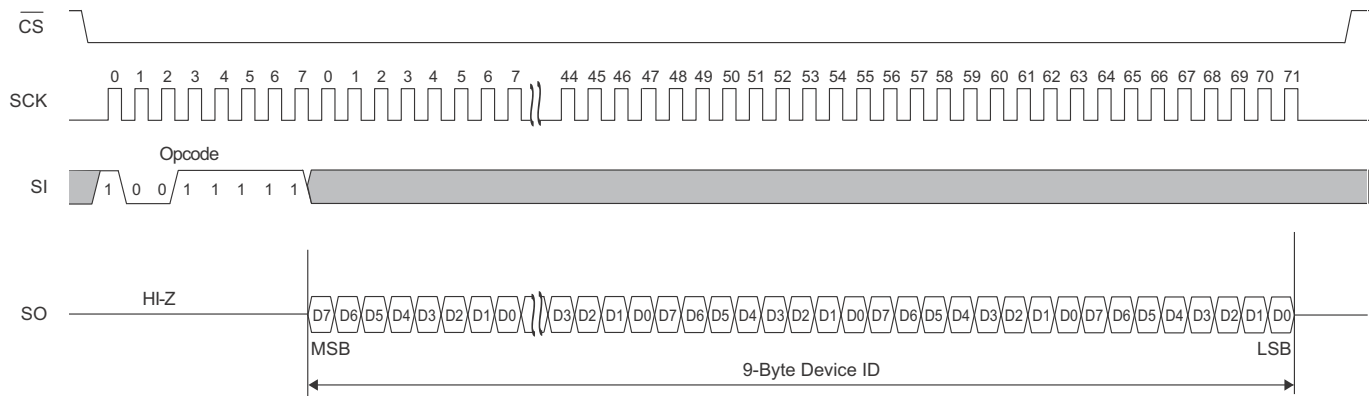 CS
0 1 2 3 4 5 6 7 0 1 2 3 4 5 6 7 44 45 46 47 48 49 50 51 52 53 54 55 56 57 58 59 60 61 62 63 64 65 66 67 68 69 70 71
SCK
Opcode
SI 1 0 0 1 1 1 1 1
HI-Z
SO D7 D6 D5 D4 D3 D2 D1 D0 D3 D2 D1 D0 D7 D6 D5 D4 D3 D2 D1 D0 D7 D6 D5 D4 D3 D2 D1 D0 D7 D6 D5 D4 D3 D2 D1 D0
MSB LSB
9-Byte Device ID